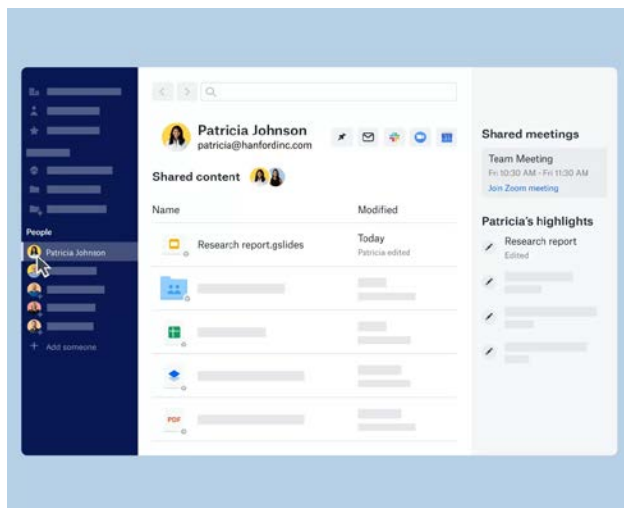 People
Patricia Johnson
Add someone
Patricia Johnson
patricia@hanfordinc.com
Shared content
Name Modified
Research report.gslides
Today
Patricia edited
PDF
Shared meetings
Team Meeting
Fri 10:30 AM - Fri 11:30 AM
Join Zoom meeting
Patricia's highlights
Research report
Edited